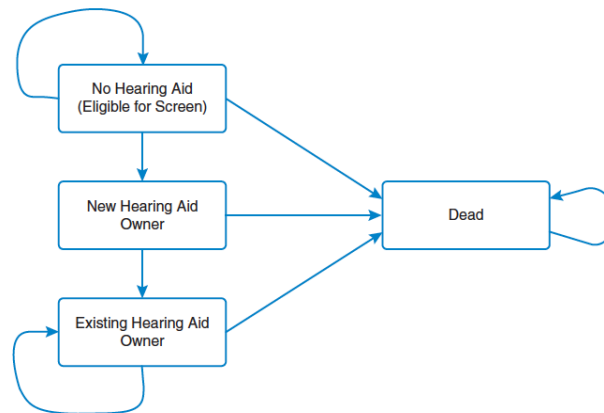 No Hearing Aid
(Eligible for Screen)
New Hearing Aid
Owner
Dead
Existing Hearing Aid
Owner